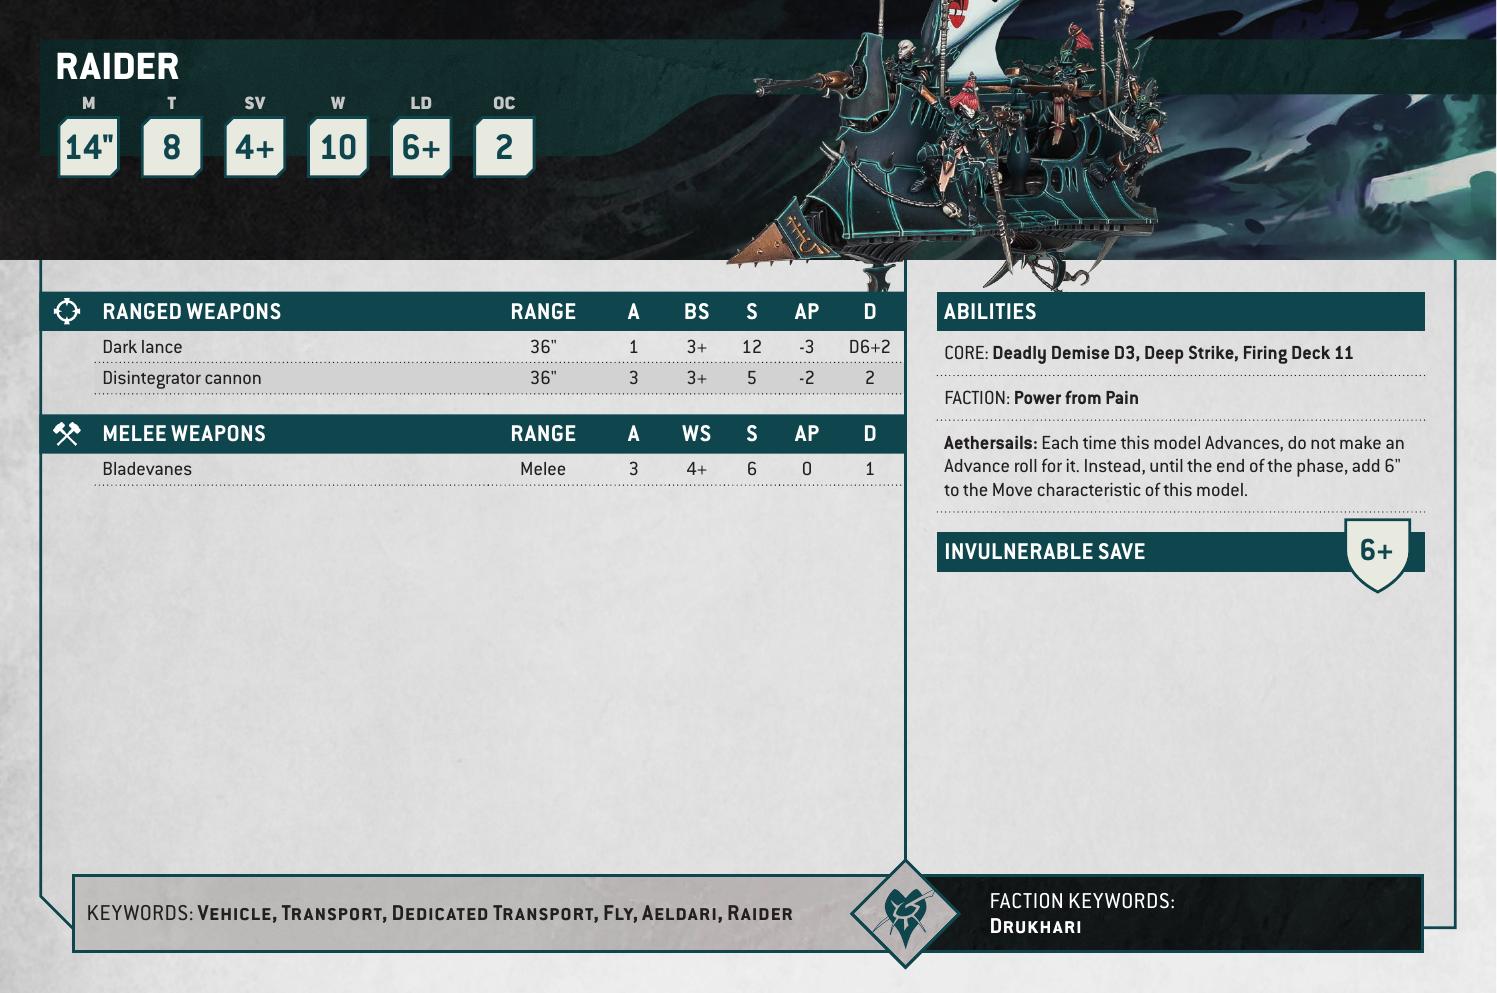 RAIDER
M T SV W LD OC
14" 8 4+ 10 6+ 2
RANGED WEAPONS RANGE A BS S AP D
Dark lance 36" 1 3+ 12 -3 D6+2
Disintegrator cannon 36" 3 3+ 5 -2 2
MELEE WEAPONS RANGE A WS S AP D
Bladevanes Melee 3 4+ 6 0 1
ABILITIES
CORE: Deadly Demise D3, Deep Strike, Firing Deck 11
FACTION: Power from Pain
Aethersails: Each time this model Advances, do not make an
Advance roll for it. Instead, until the end of the phase, add 6"
to the Move characteristic of this model.
INVULNERABLE SAVE 6+
KEYWORDS: Vehicle, Transport, Dedicated Transport, Fly, Aeldari, Raider
FACTION KEYWORDS:
Drukhari